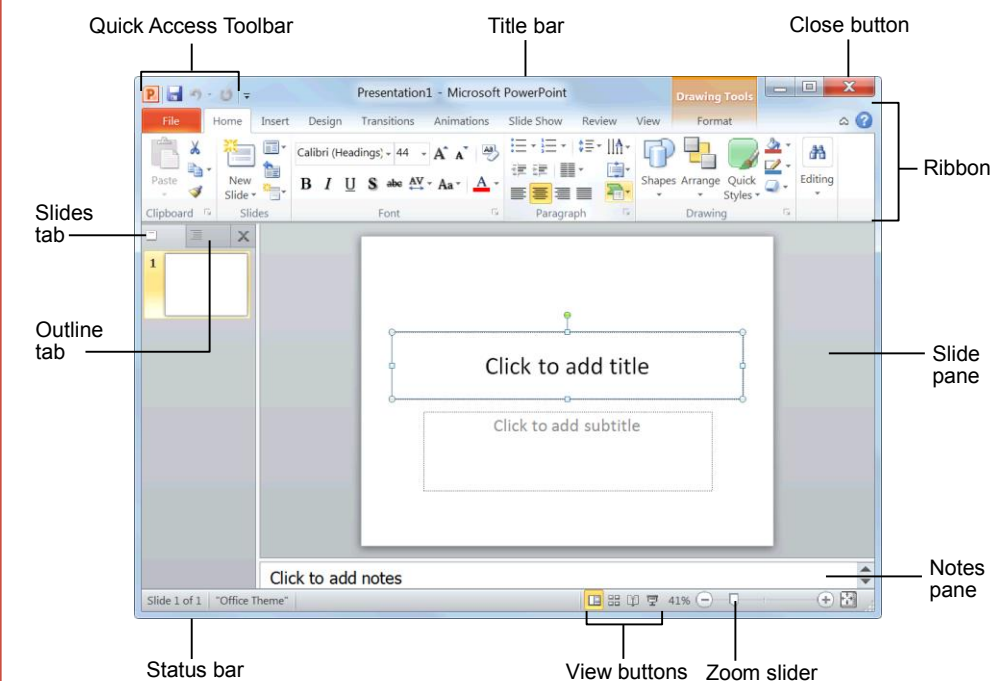 Quick Access Toolbar
Title bar
Close button
P
Presentation1 - Microsoft PowerPoint
Drawing Tools
File Home Insert Design Transitions Animations Slide Show Review View Format
Calibri (Headings) 44 A A
Paste
New
Slide
B I U S abc AV Aa A
Shapes Arrange Quick
Styles
Editing
Clipboard Slides Font Paragraph Drawing
Ribbon
Slides
tab
1
Outline
tab
Click to add title
Click to add subtitle
Slide
pane
Click to add notes
Notes
pane
Slide 1 of 1 "Office Theme" 41%
Status bar
View buttons
Zoom slider